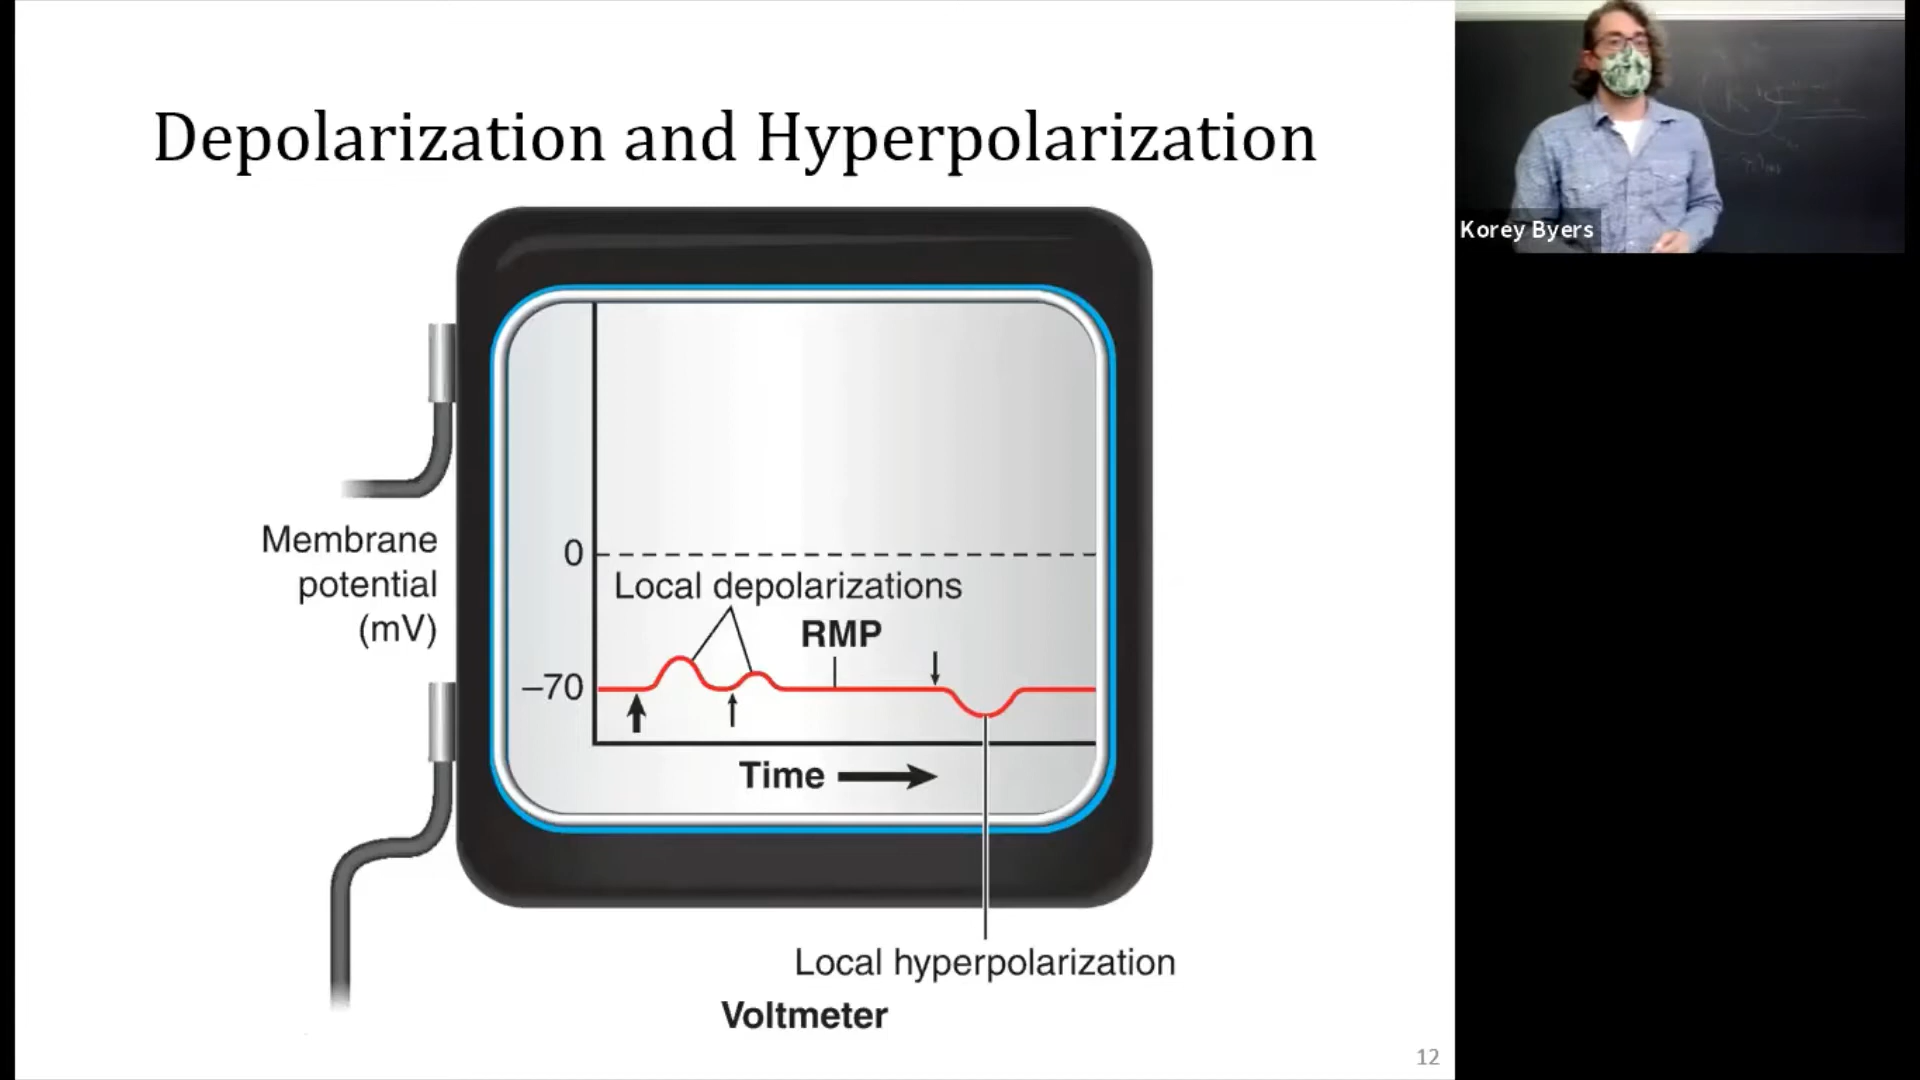 Depolarization and Hyperpolarization
Membrane
potential
(mV)
0
Local depolarizations
RMP
–70
Time
Local hyperpolarization
Voltmeter
12
Korey Byers